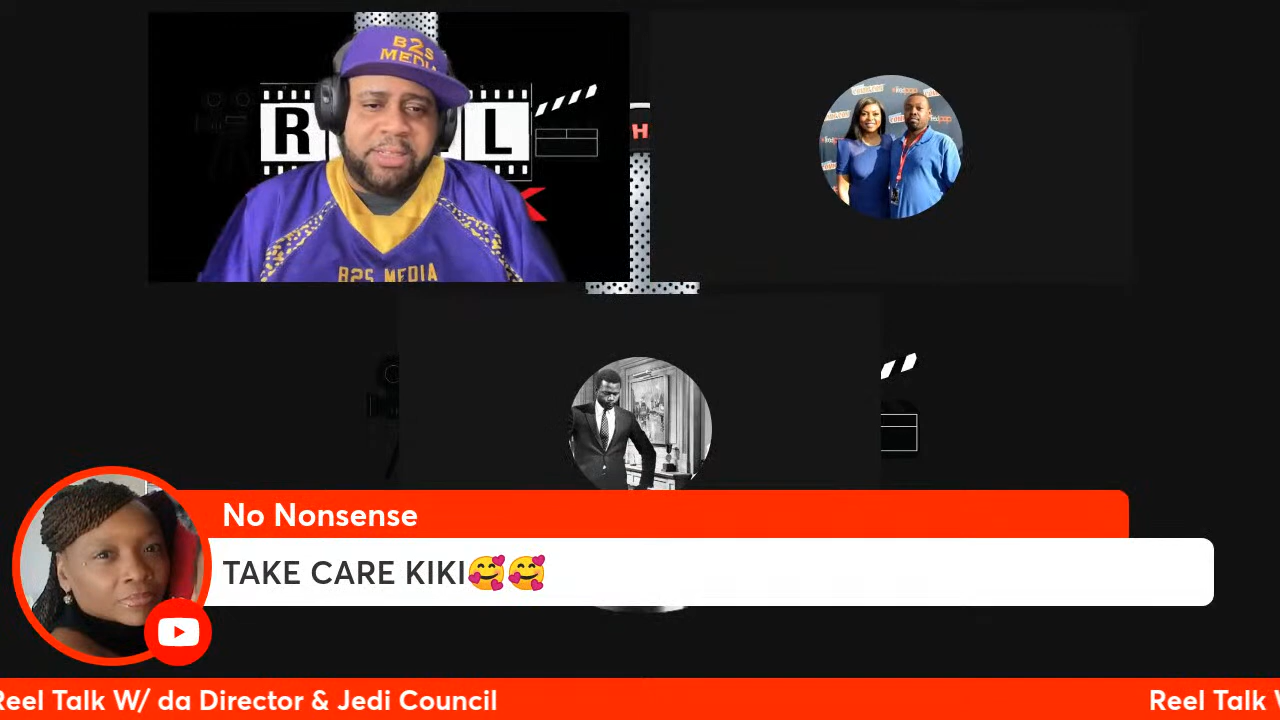 B2S
MEDIA
R
L
H
B2S MEDIA
No Nonsense
TAKE CARE KIKI🥰🥰
Reel Talk W/ da Director & Jedi Council
Reel Talk